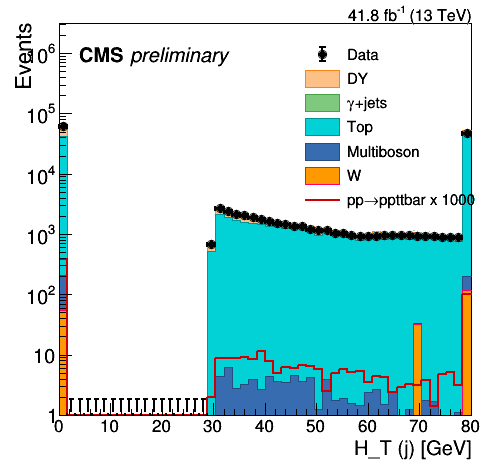 41.8 fb⁻¹ (13 TeV)
Events
CMS preliminary
Data
DY
γ+jets
Top
Multiboson
W
pp→ppttbar x 1000
10⁶
10⁵
10⁴
10³
10²
10
1
0 10 20 30 40 50 60 70 80
H_T (j) [GeV]